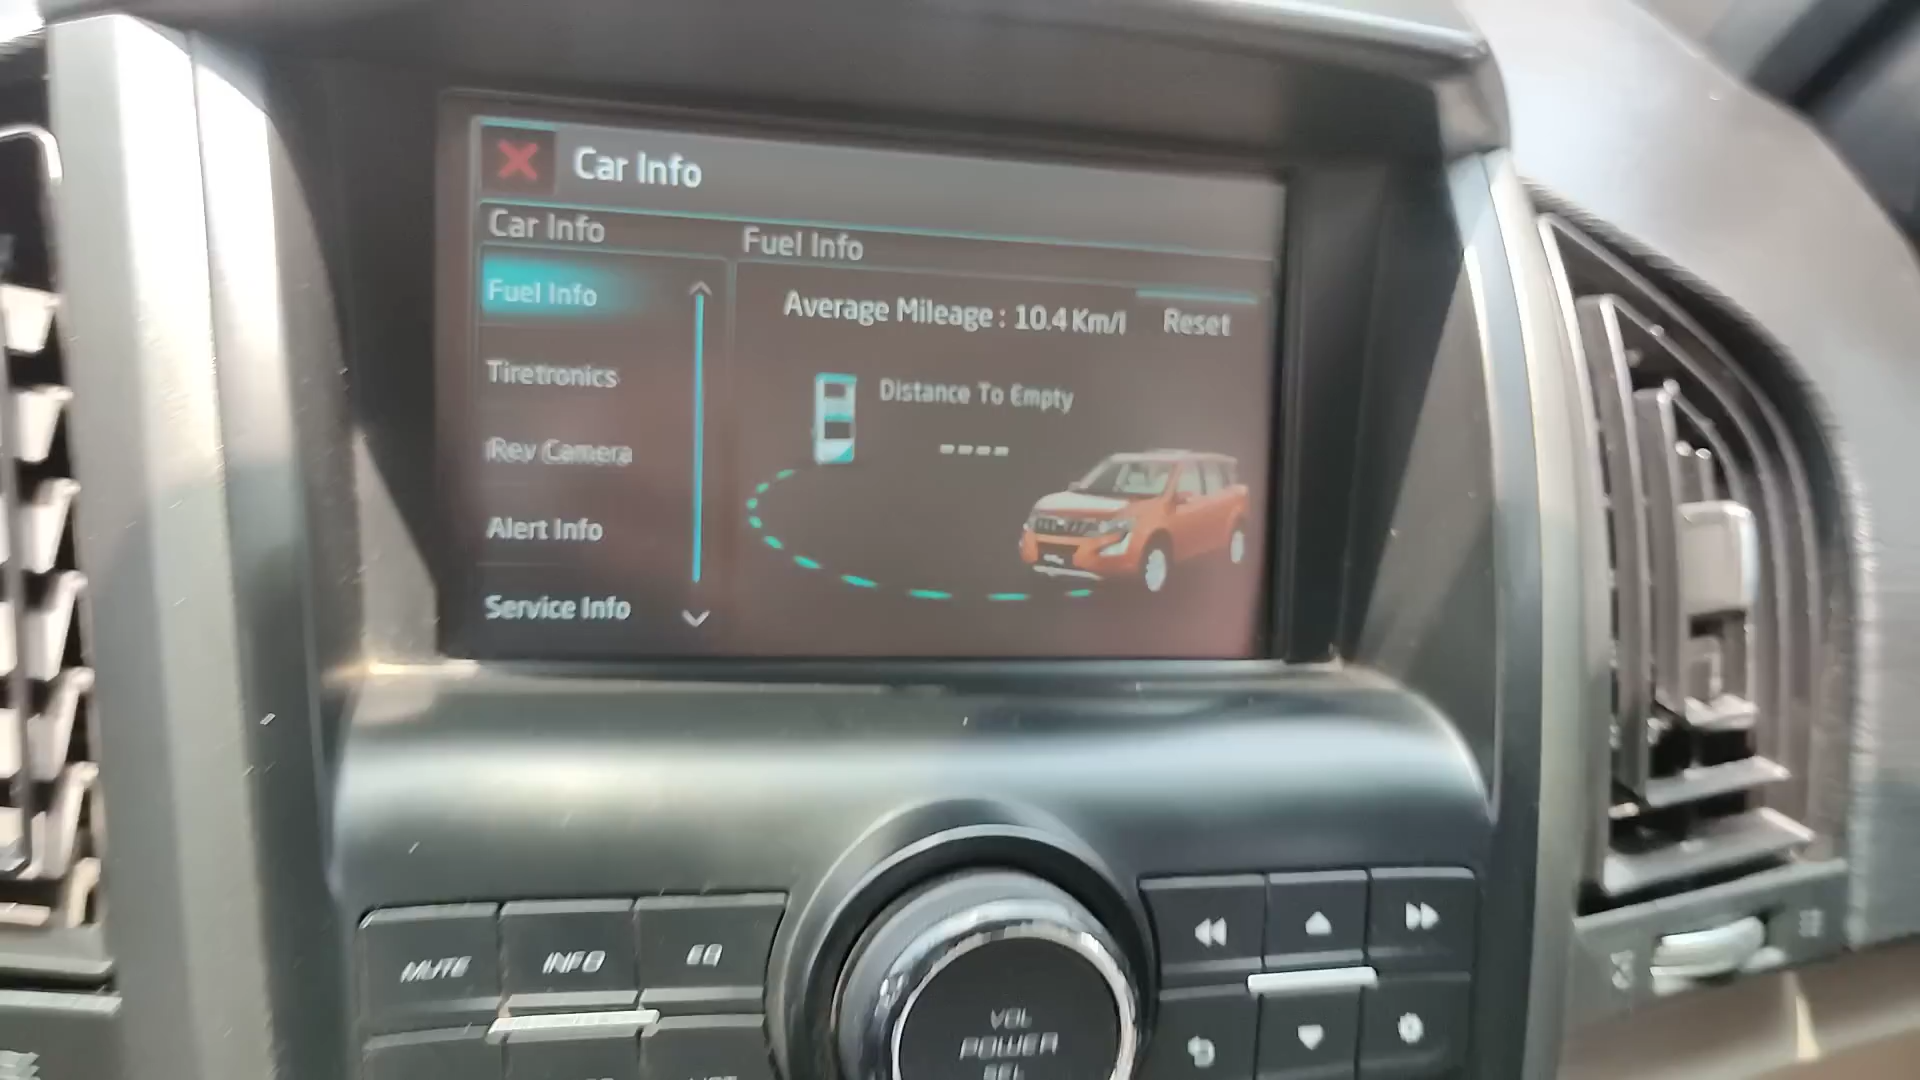 Car Info
Car Info
Fuel Info
Fuel Info
Average Mileage : 10.4 Km/l
Reset
Tiretronics
Distance To Empty
----
Rev Camera
Alert Info
Service Info
MUTE
INFO
EQ
VOL
POWER
SEL